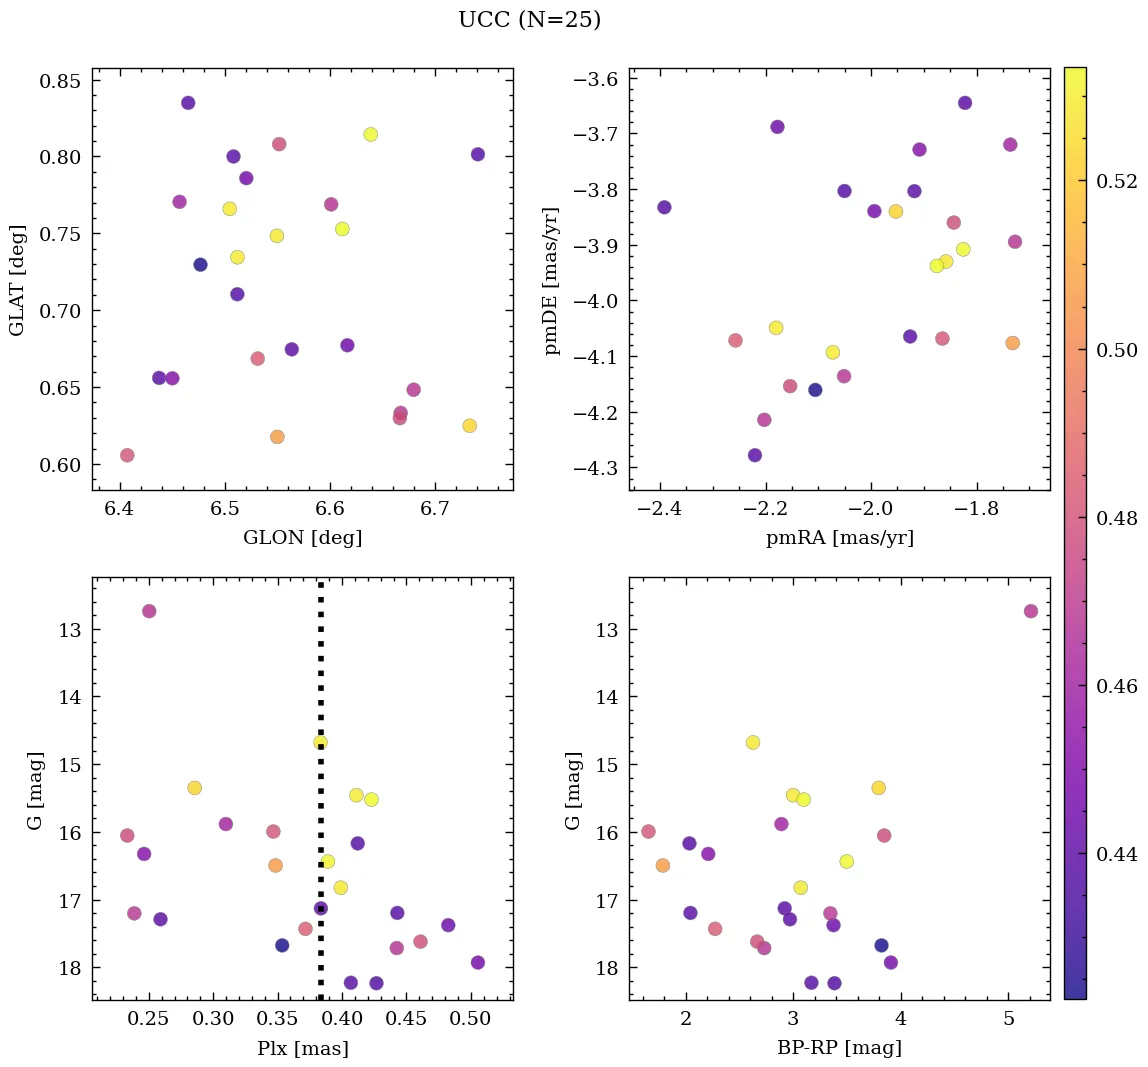 UCC (N=25)
0.85
0.80
0.75
0.70
0.65
0.60
GLAT [deg]
6.4 6.5 6.6 6.7
GLON [deg]
−3.6
−3.7
−3.8
−3.9
−4.0
−4.1
−4.2
−4.3
pmDE [mas/yr]
−2.4 −2.2 −2.0 −1.8
pmRA [mas/yr]
0.52
0.50
0.48
0.46
0.44
13
14
15
16
17
18
G [mag]
0.25 0.30 0.35 0.40 0.45 0.50
Plx [mas]
13
14
15
16
17
18
G [mag]
2 3 4 5
BP-RP [mag]